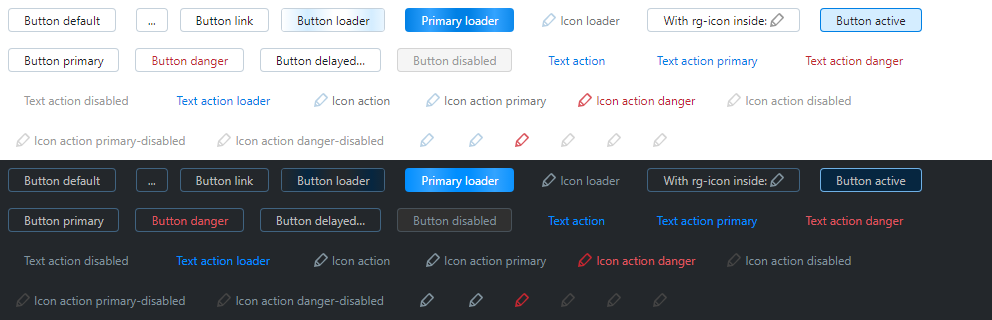 Button default ... Button link Button loader Primary loader Icon loader With rg-icon inside: Button active
Button primary Button danger Button delayed... Button disabled Text action Text action primary Text action danger
Text action disabled Text action loader Icon action Icon action primary Icon action danger Icon action disabled
Icon action primary-disabled Icon action danger-disabled
Button default ... Button link Button loader Primary loader Icon loader With rg-icon inside: Button active
Button primary Button danger Button delayed... Button disabled Text action Text action primary Text action danger
Text action disabled Text action loader Icon action Icon action primary Icon action danger Icon action disabled
Icon action primary-disabled Icon action danger-disabled